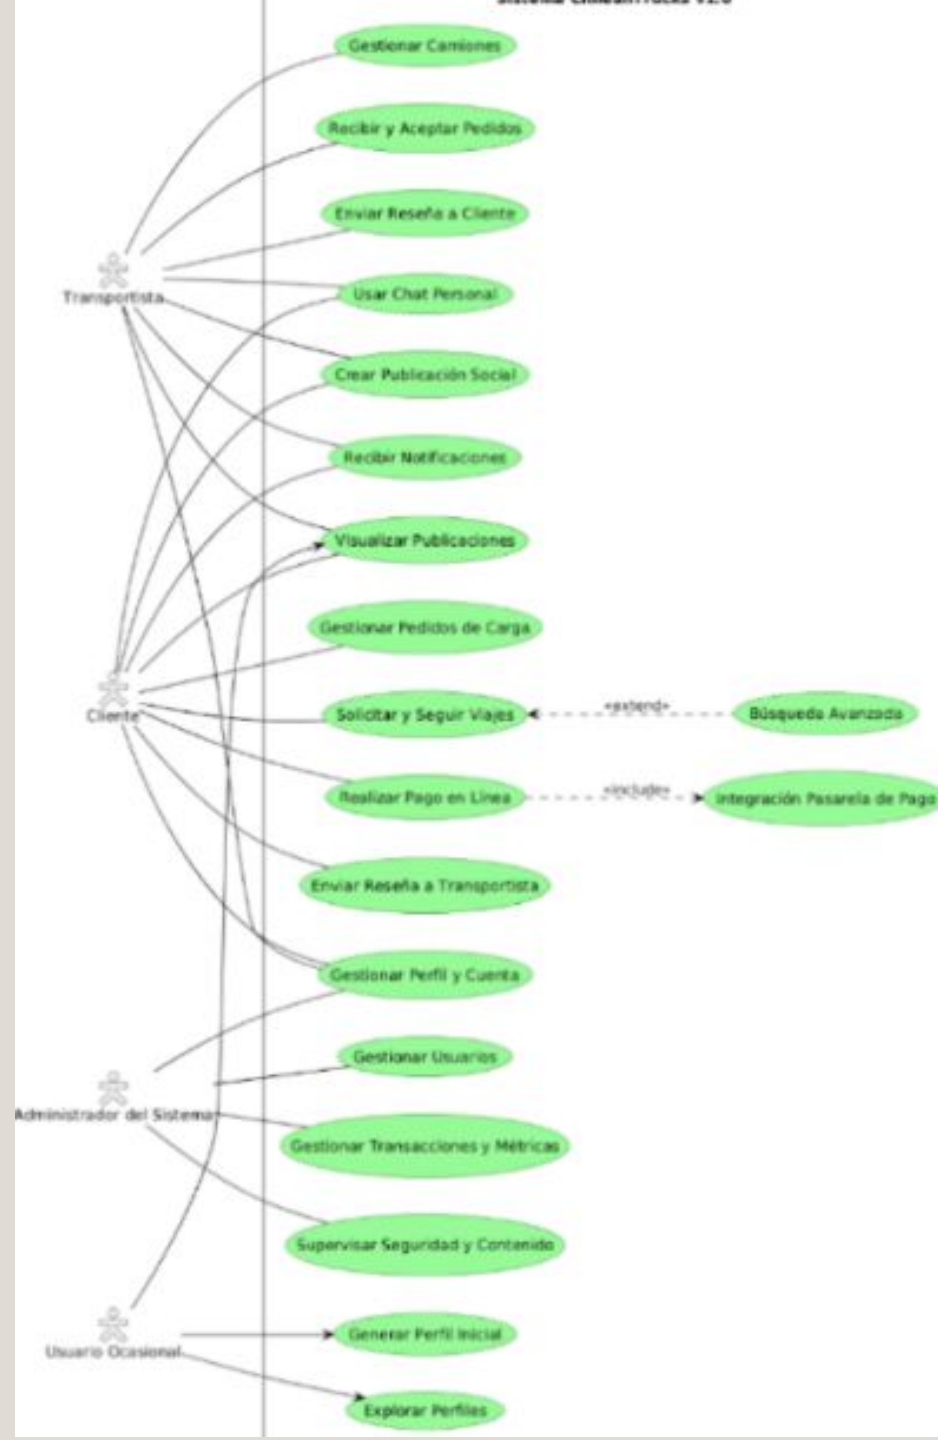 Gestionar Camiones
Recibir y Aceptar Pedidos
Enviar Reseña a Cliente
Transportista
Usar Chat Personal
Crear Publicación Social
Recibir Notificaciones
Visualizar Publicaciones
Gestionar Pedidos de Carga
Cliente
Solicitar y Seguir Viajes
«extend»
Búsqueda Avanzada
Realizar Pago en Línea
«include»
Integración Pasarela de Pago
Enviar Reseña a Transportista
Gestionar Perfil y Cuenta
Gestionar Usuarios
Administrador del Sistema
Gestionar Transacciones y Métricas
Supervisar Seguridad y Contenido
Generar Perfil Inicial
Usuario Ocasional
Explorar Perfiles